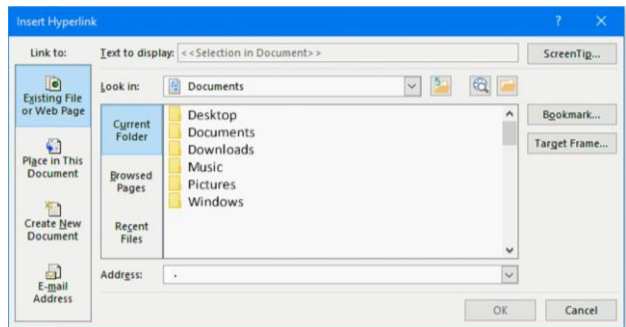 Insert Hyperlink
Link to:
Text to display: <<Selection in Document>>
ScreenTip...
Existing File
or Web Page
Look in:
Documents
Place in This
Document
Create New
Document
E-mail
Address
Current
Folder
Browsed
Pages
Recent
Files
Desktop
Documents
Downloads
Music
Pictures
Windows
Bookmark...
Target Frame...
Address:
OK
Cancel